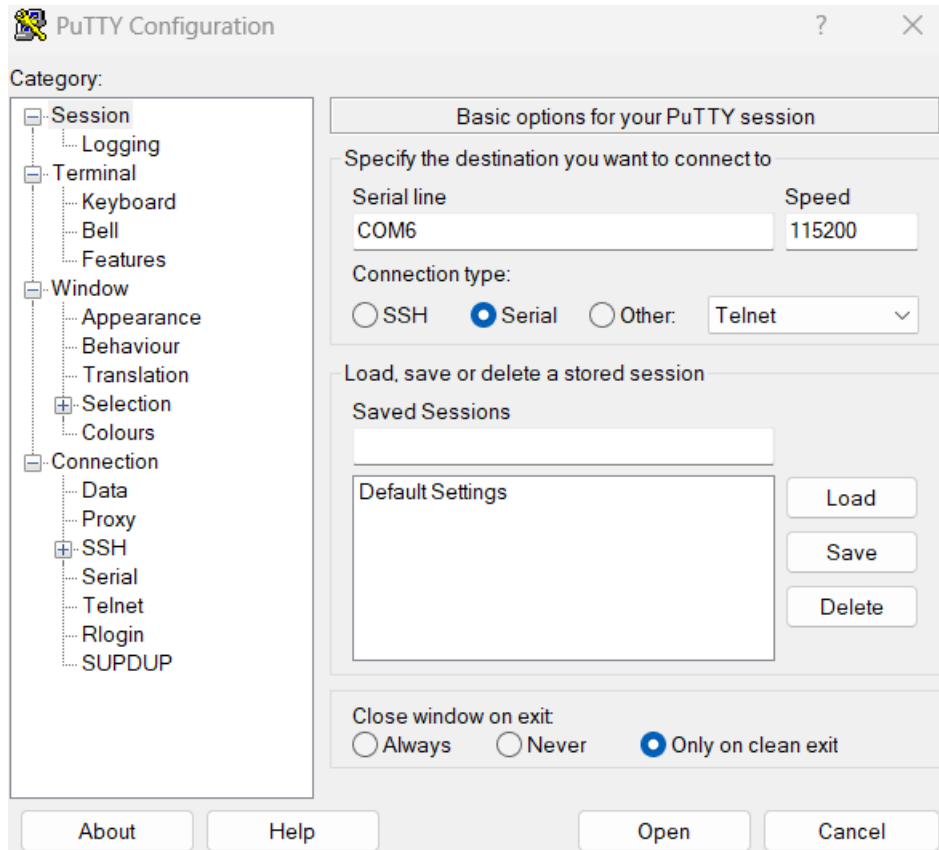 PuTTY Configuration
?
Category:
Session
Logging
Terminal
Keyboard
Bell
Features
Window
Appearance
Behaviour
Translation
Selection
Colours
Connection
Data
Proxy
SSH
Serial
Telnet
Rlogin
SUPDUP
Basic options for your PuTTY session
Specify the destination you want to connect to
Serial line Speed
COM6 115200
Connection type:
SSH Serial Other: Telnet
Load, save or delete a stored session
Saved Sessions
Default Settings
Load
Save
Delete
Close window on exit:
Always Never Only on clean exit
About Help Open Cancel